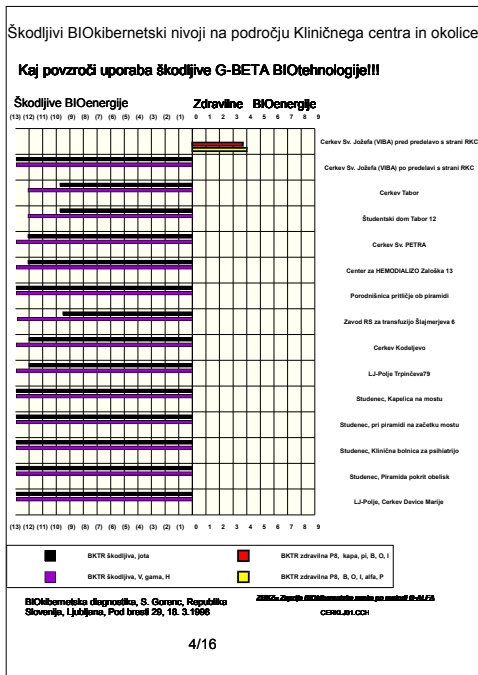 Škodljivi BIOkibernetski nivoji na področju Kliničnega centra in okolice
Kaj povzroči uporaba škodljive G-BETA BIOtehnologije!!!
Škodljive BIOenergije Zdravilne BIOenergije
(13) (12) (11) (10) (9) (8) (7) (6) (5) (4) (3) (2) (1) 0 1 2 3 4 5 6 7 8 9
Cerkev Sv. Jožefa (VIBA) pred predelavo s strani RKC
Cerkev Sv. Jožefa (VIBA) po predelavi s strani RKC
Cerkev Tabor
Študentski dom Tabor 12
Cerkev Sv. PETRA
Center za HEMODIALIZO Zaloška 13
Porodnišnica pritličje ob piramidi
Zavod RS za transfuzijo Šlajmerjeva 6
Cerkev Kodeljevo
LJ-Polje Trpinčeva79
Studenec, Kapelica na mostu
Studenec, pri piramidi na začetku mostu
Studenec, Klinična bolnica za psihiatrijo
Studenec, Piramida pokrit obelisk
LJ-Polje, Cerkev Device Marije
(13) (12) (11) (10) (9) (8) (7) (6) (5) (4) (3) (2) (1) 0 1 2 3 4 5 6 7 8 9
BKTR škodljiva, jota
BKTR zdravilna P8, kapa, pi, B, O, I
BKTR škodljiva, V, gama, H
BKTR zdravilna P8, B, O, I, alfa, P
BIOkibernetska diagnostika, S. Gorenc, Republika
Slovenija, Ljubljana, Pod bresti 29, 18. 3.1998
BIOkibernetske po metodi G-ALFA
CERKLJ01.CCH
4/16